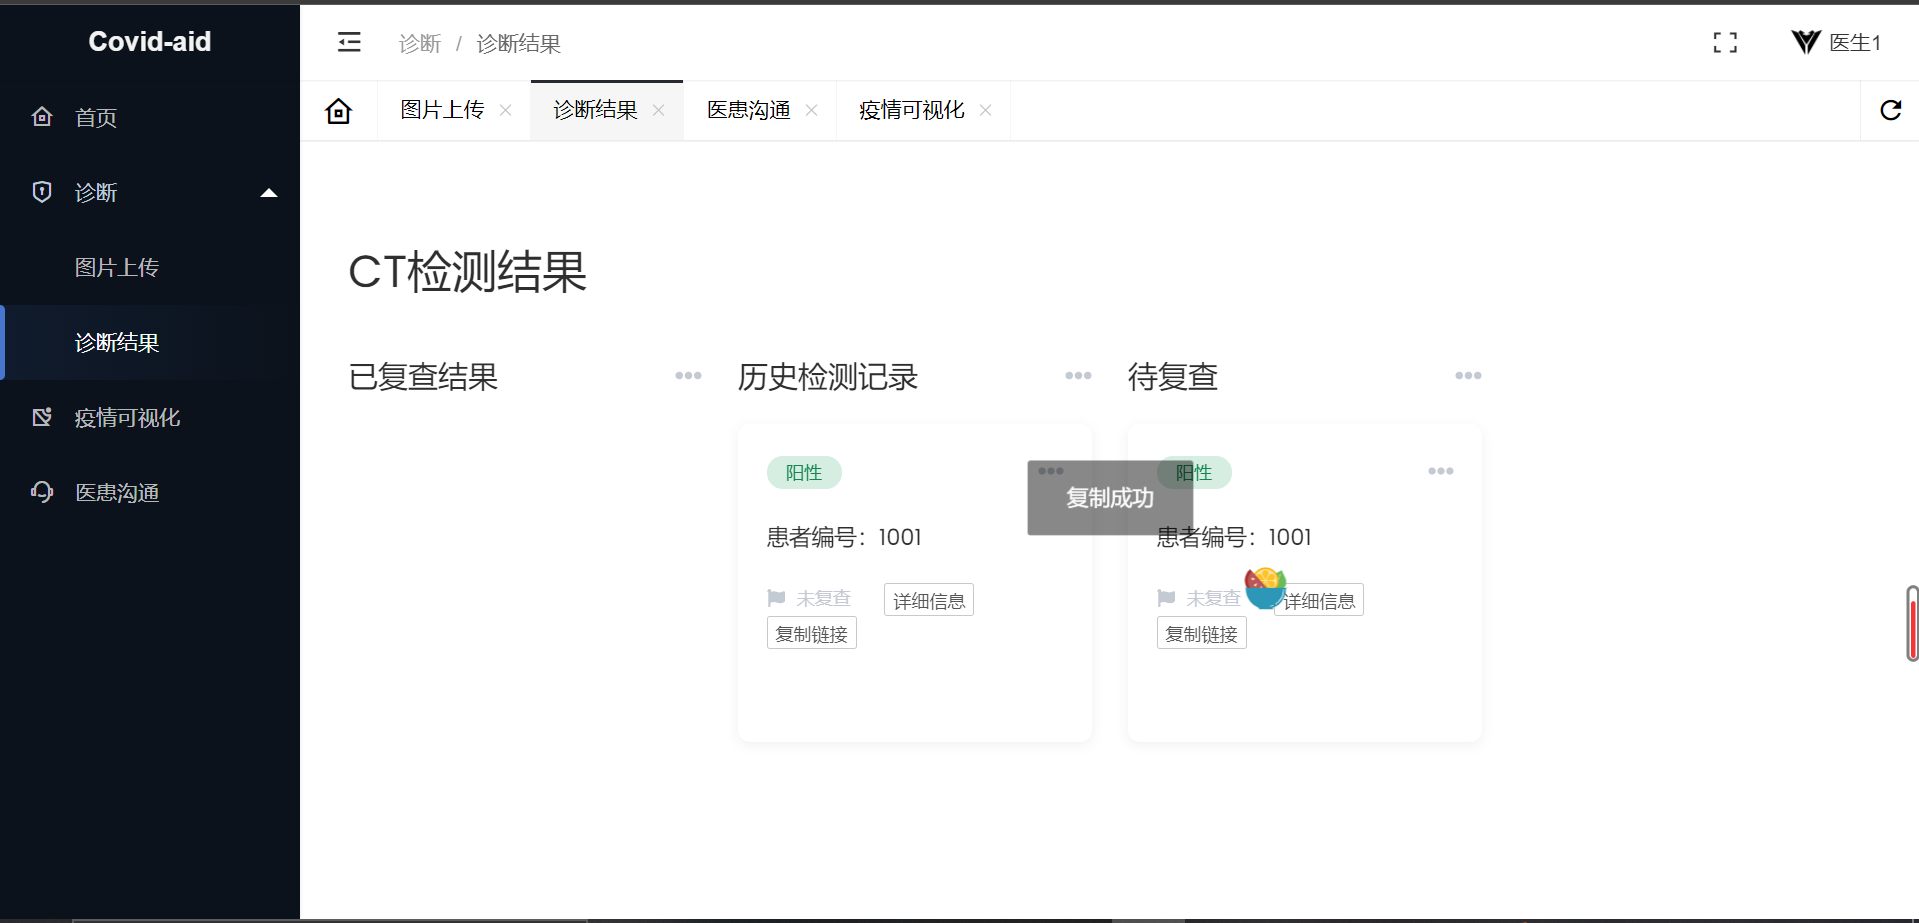 Covid-aid
首页
诊断
图片上传
诊断结果
疫情可视化
医患沟通
诊断 / 诊断结果
医生1
图片上传
诊断结果
医患沟通
疫情可视化
CT检测结果
已复查结果
历史检测记录
待复查
阳性
患者编号：1001
未复查
详细信息
复制链接
复制成功
阳性
患者编号：1001
未复查
详细信息
复制链接